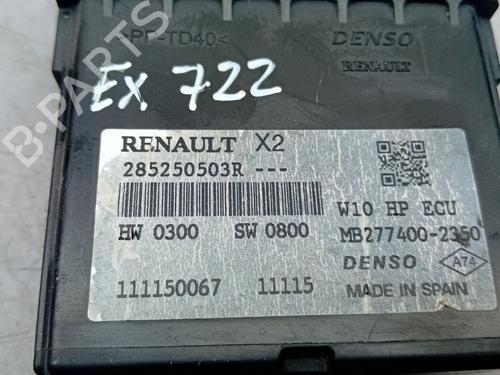 >PP-TD40<
DENSO
RENAULT
EX 722
B-PARTS
RENAULT X2
285250503R ---
W10 HP ECU
HW 0300 SW 0800
MB277400-2350
DENSO
A74
111150067 11115
MADE IN SPAIN